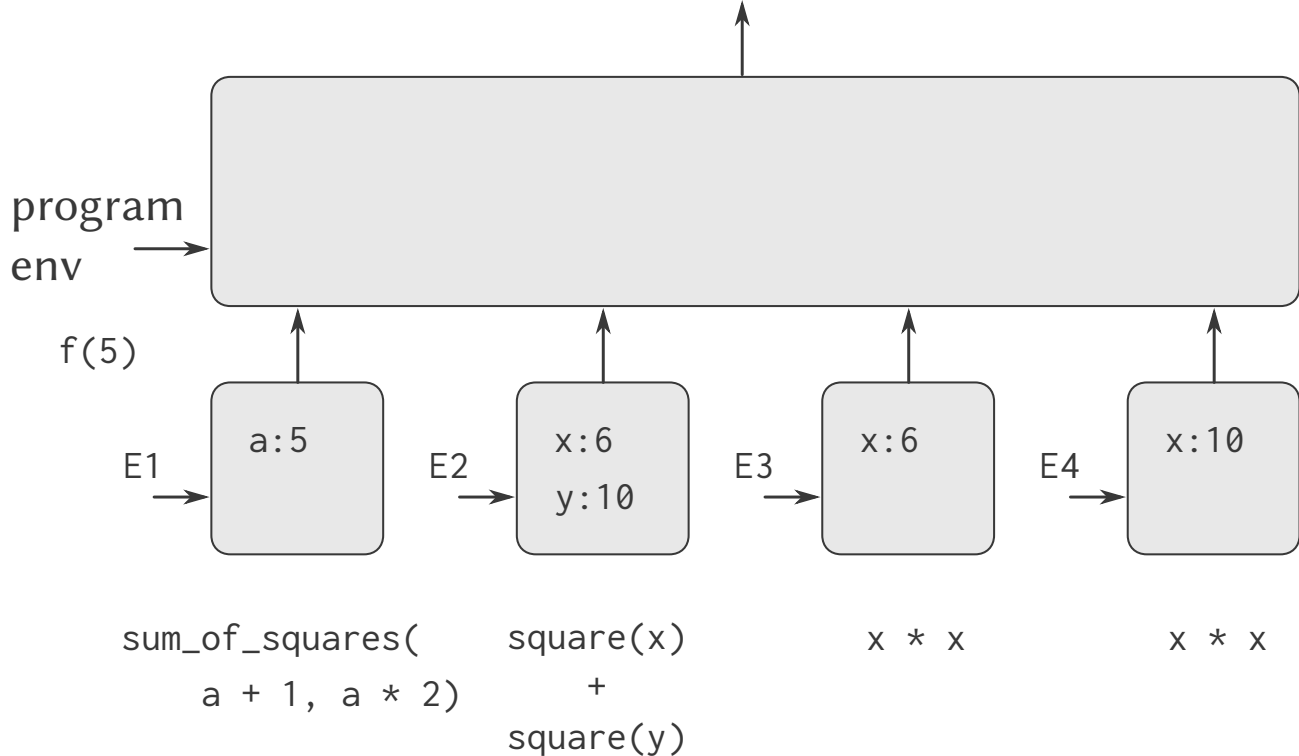 program
env
f(5)
E1
a:5
E2
x:6
y:10
E3
x:6
E4
x:10
sum_of_squares(
a + 1, a * 2)
square(x)
+
square(y)
x * x
x * x